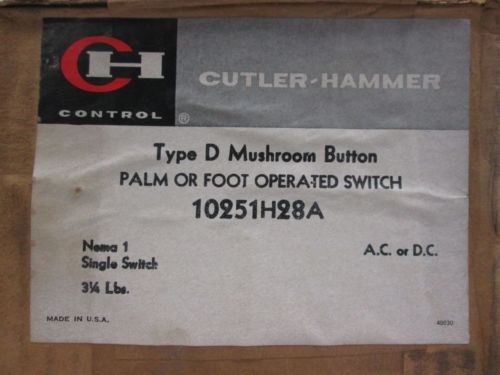 CH
CONTROL ®
CUTLER-HAMMER
Type D Mushroom Button
PALM OR FOOT OPERATED SWITCH
10251H28A
Nema 1
Single Switch
3¼ Lbs.
A.C. or D.C.
MADE IN U.S.A.